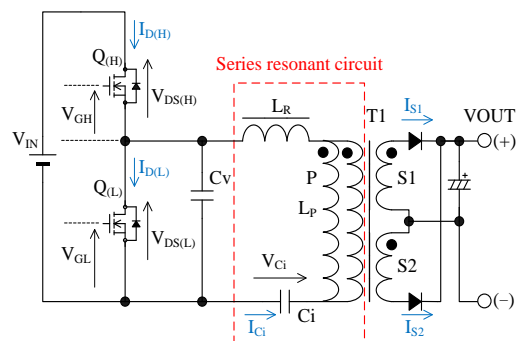 I_D(H)
Q_(H)
Series resonant circuit
V_GH
V_DS(H)
L_R
T1
I_S1
VOUT
V_IN
(+)
I_D(L)
P
S1
Q_(L)
Cv
L_P
V_GL
V_DS(L)
V_Ci
S2
I_Ci
Ci
I_S2
(−)
+